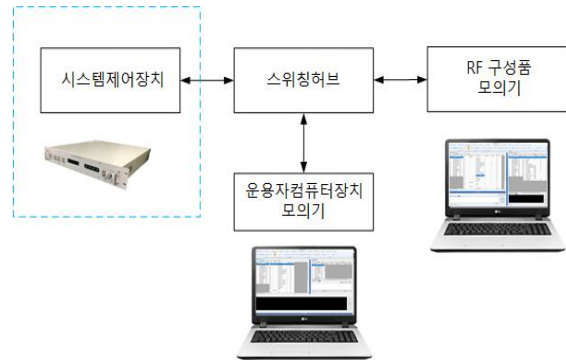 시스템제어장치
스위칭허브
RF 구성품
모의기
운용자컴퓨터장치
모의기